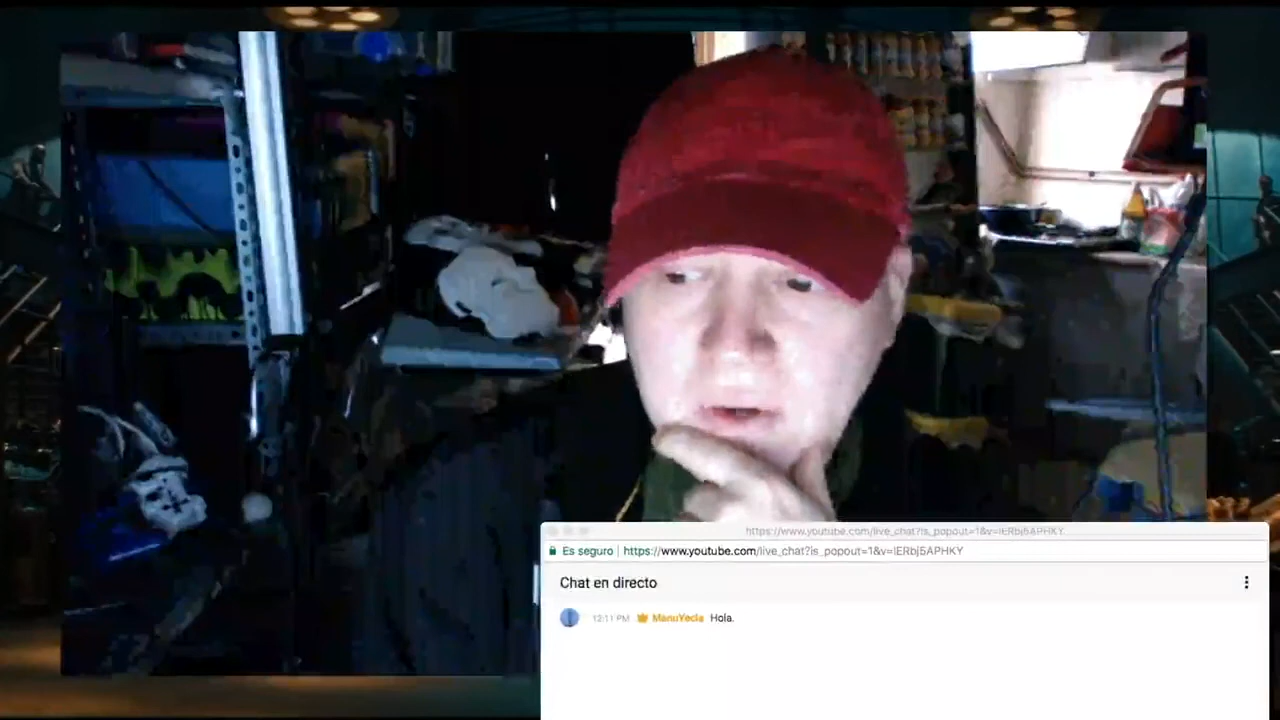 https://www.youtube.com/live_chat?is_popout=1&v=lERbj5APHKY
Es seguro https://www.youtube.com/live_chat?is_popout=1&v=lERbj5APHKY
Chat en directo
12:11 PM ManuYecla Hola.